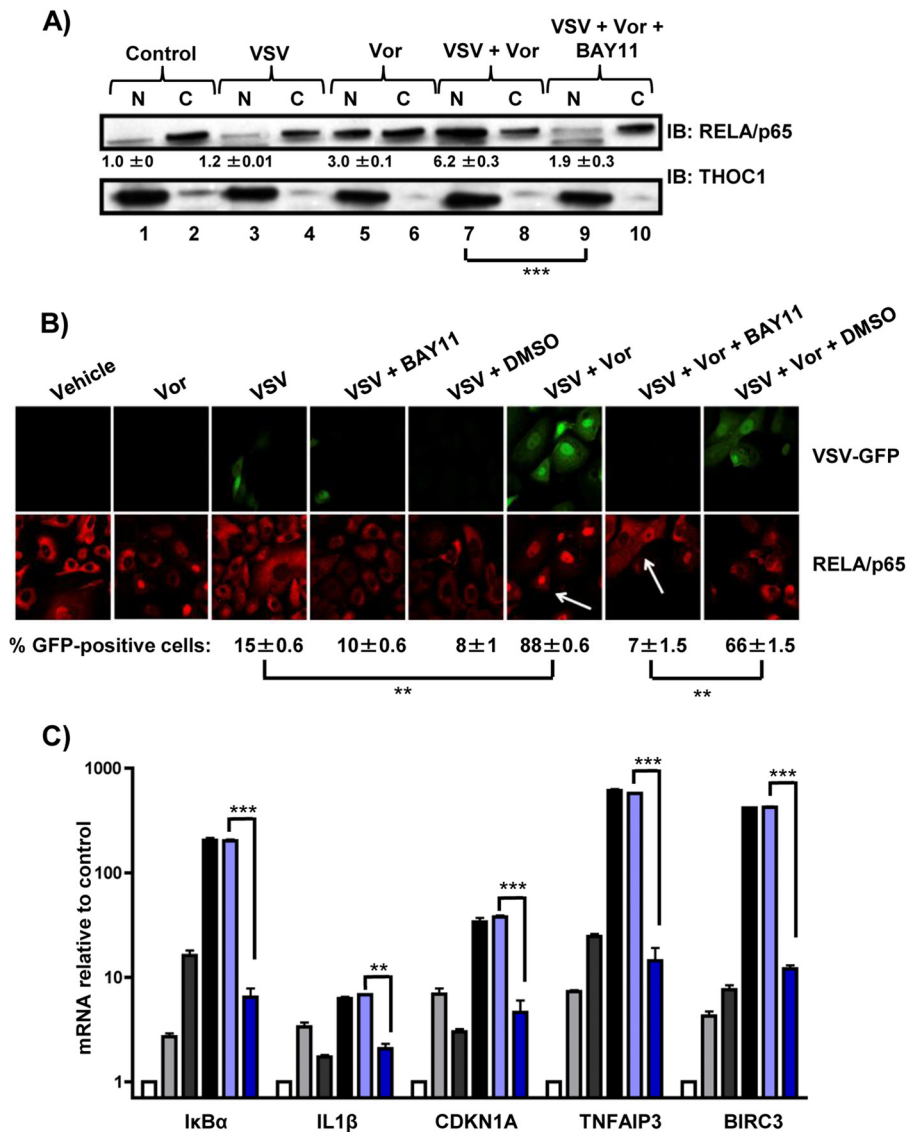 A)
Control VSV Vor VSV + Vor VSV + Vor + BAY11
N C N C N C N C N C
IB: RELA/p65
1.0 ±0 1.2 ±0.01 3.0 ±0.1 6.2 ±0.3 1.9 ±0.3
IB: THOC1
1 2 3 4 5 6 7 8 9 10
***
B)
Vehicle Vor VSV VSV + BAY11 VSV + DMSO VSV + Vor VSV + Vor + BAY11 VSV + Vor + DMSO
VSV-GFP
RELA/p65
% GFP-positive cells: 15±0.6 10±0.6 8±1 88±0.6 7±1.5 66±1.5
** **
C)
mRNA relative to control
1000
100
10
1
*** ** *** *** ***
IκBα IL1β CDKN1A TNFAIP3 BIRC3